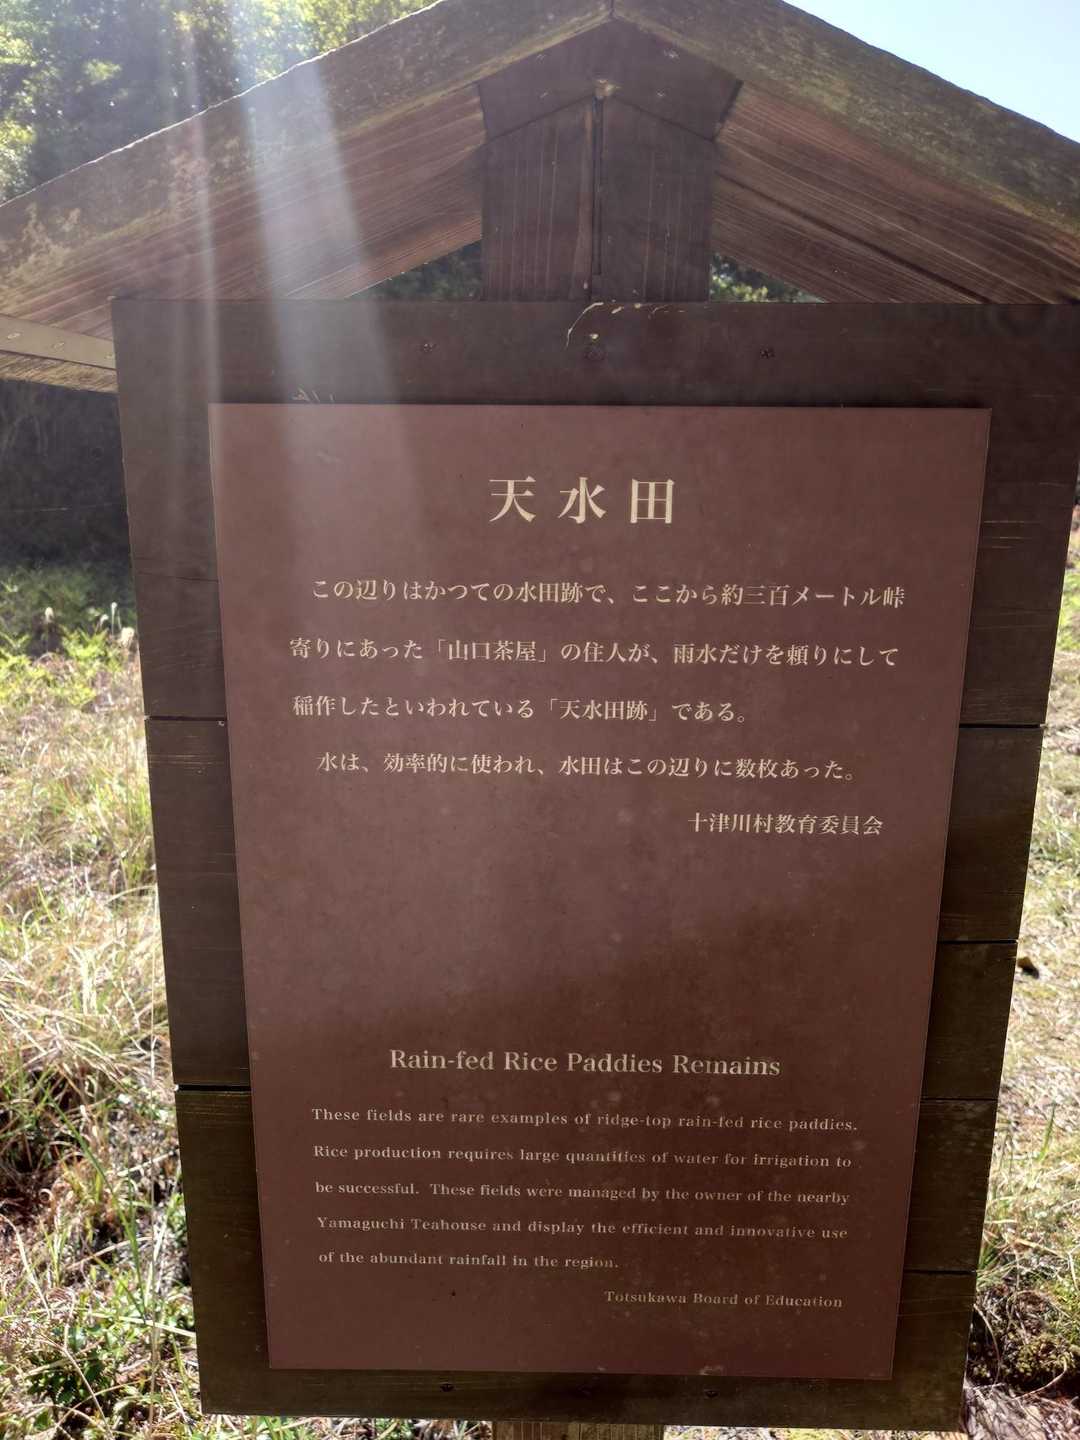 天水田
この辺りはかつての水田跡で、ここから約三百メートル峠
寄りにあった「山口茶屋」の住人が、雨水だけを頼りにして
稲作したといわれている「天水田跡」である。
水は、効率的に使われ、水田はこの辺りに数枚あった。
十津川村教育委員会
Rain-fed Rice Paddies Remains
These fields are rare examples of ridge-top rain-fed rice paddies.
Rice production requires large quantities of water for irrigation to
be successful. These fields were managed by the owner of the nearby
Yamaguchi Teahouse and display the efficient and innovative use
of the abundant rainfall in the region.
Totsukawa Board of Education